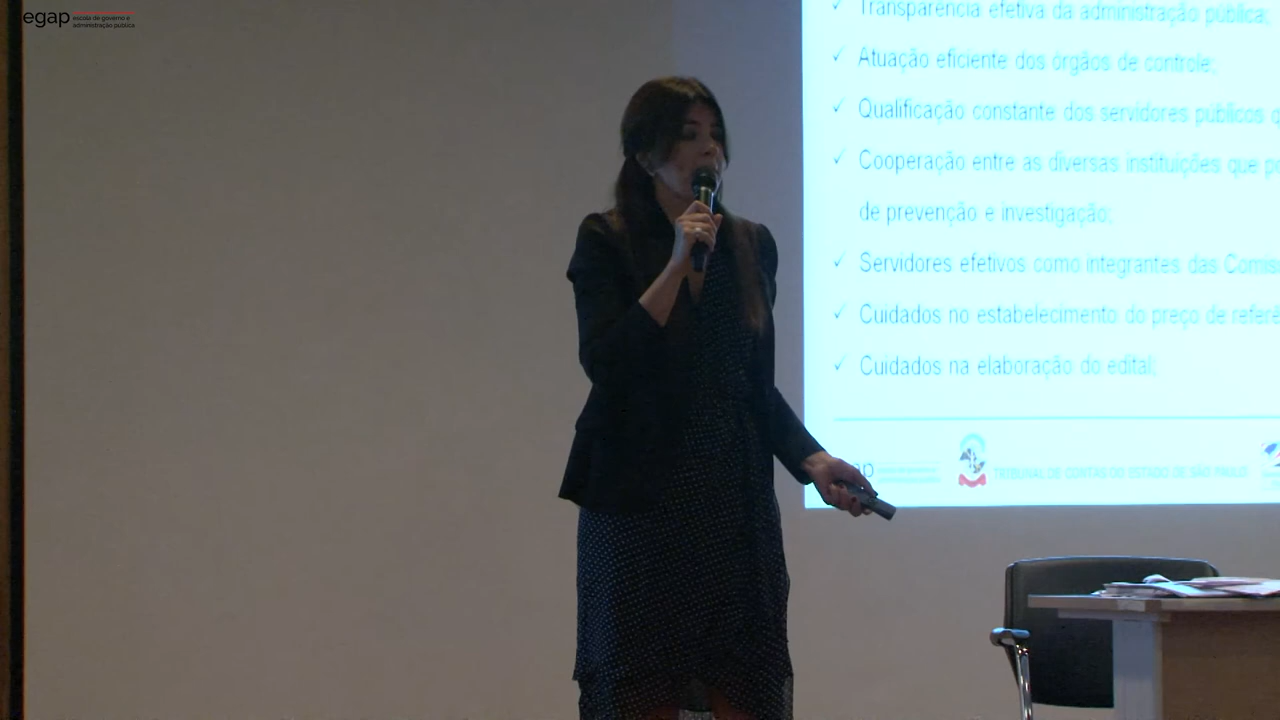 egap escola de governo e
administração pública
Transparência efetiva da administração pública;
✓ Atuação eficiente dos órgãos de controle;
✓ Qualificação constante dos servidores públicos
✓ Cooperação entre as diversas instituições que
de prevenção e investigação;
✓ Servidores efetivos como integrantes das
✓ Cuidados no estabelecimento do preço de
✓ Cuidados na elaboração do edital;
TRIBUNAL DE CONTAS DO ESTADO DE SÃO PAULO